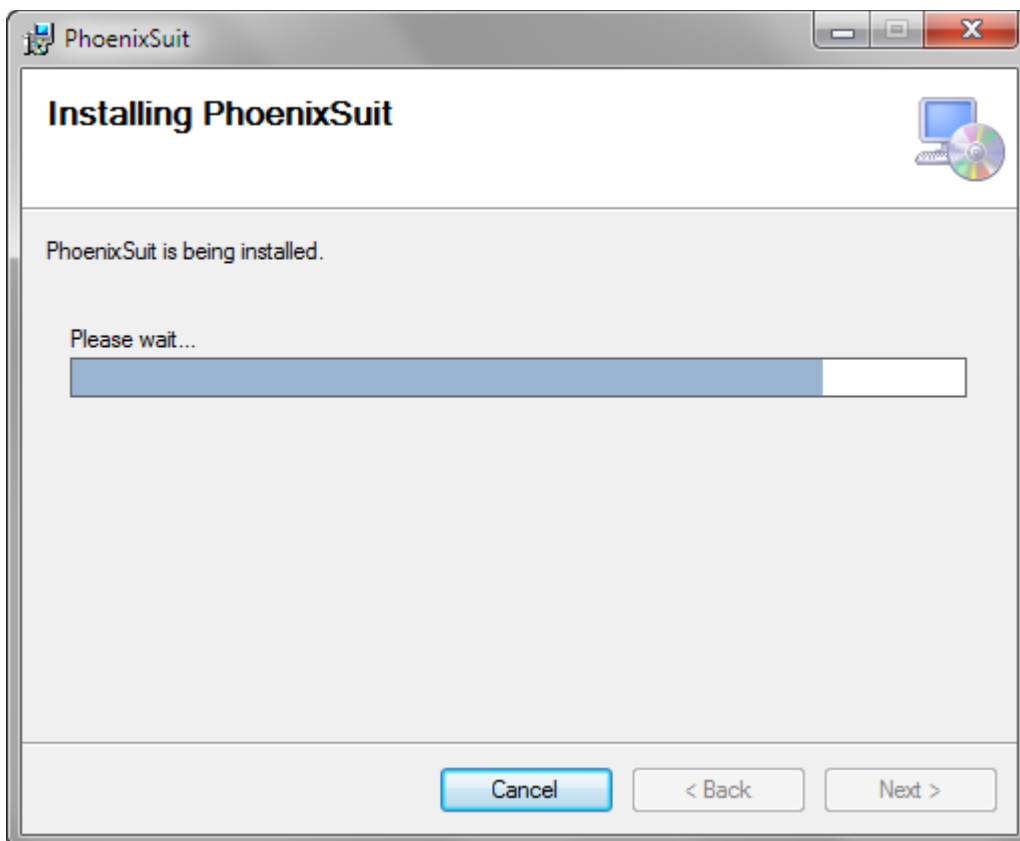 PhoenixSuit
Installing PhoenixSuit
PhoenixSuit is being installed.
Please wait...
Cancel
< Back
Next >